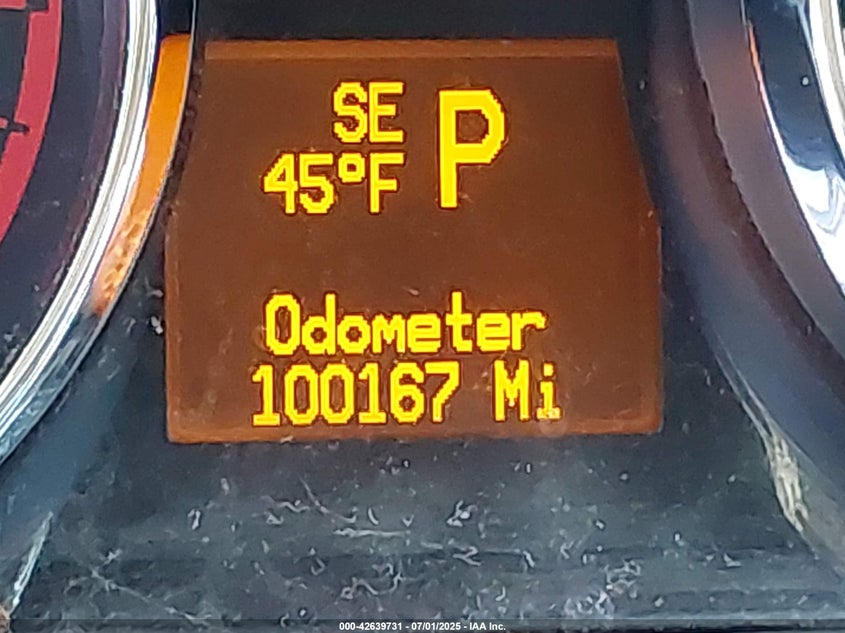 SE P
45°F
Odometer
100167 Mi
000-42639731 - 07/01/2025 - IAA Inc.